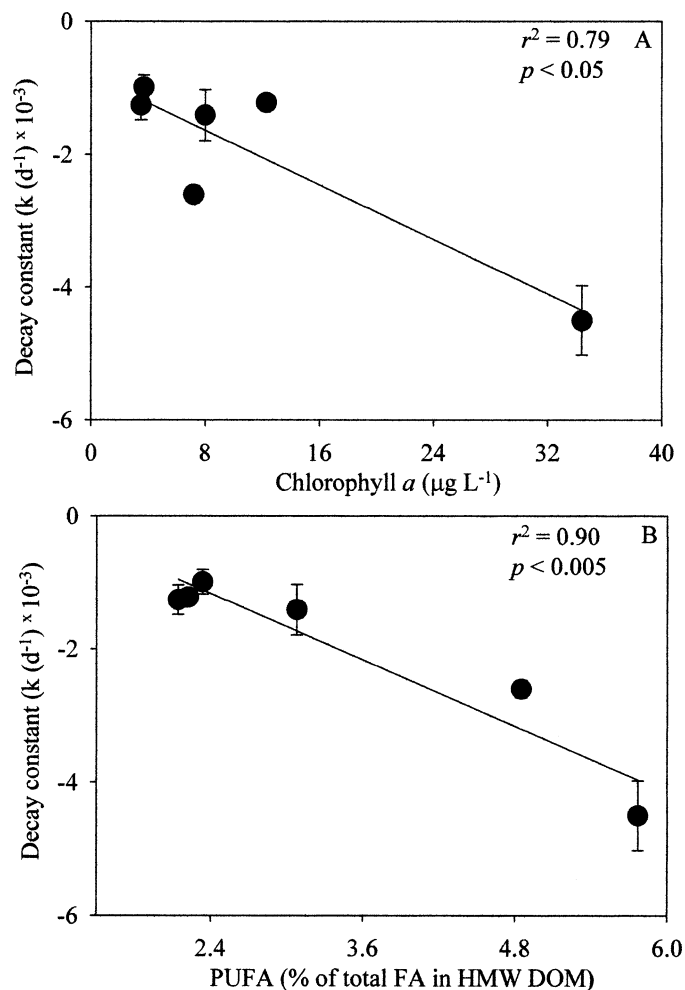 0
-2
-4
-6
Decay constant (k (d⁻¹) × 10⁻³)
r² = 0.79
p < 0.05
A
0 8 16 24 32 40
Chlorophyll a (µg L⁻¹)
0
-2
-4
-6
Decay constant (k (d⁻¹) × 10⁻³)
r² = 0.90
p < 0.005
B
2.4 3.6 4.8 6.0
PUFA (% of total FA in HMW DOM)